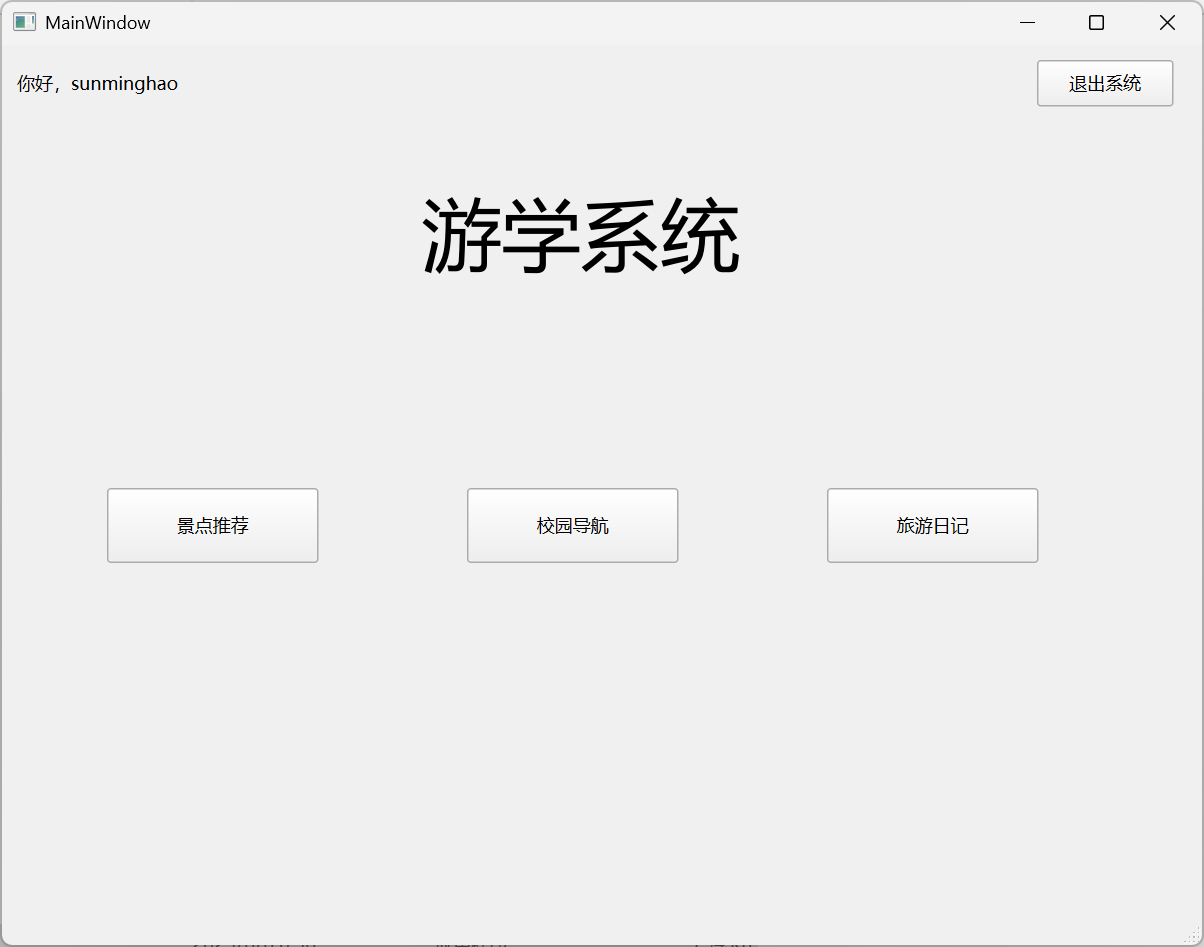 MainWindow
你好，sunminghao
退出系统
游学系统
景点推荐
校园导航
旅游日记